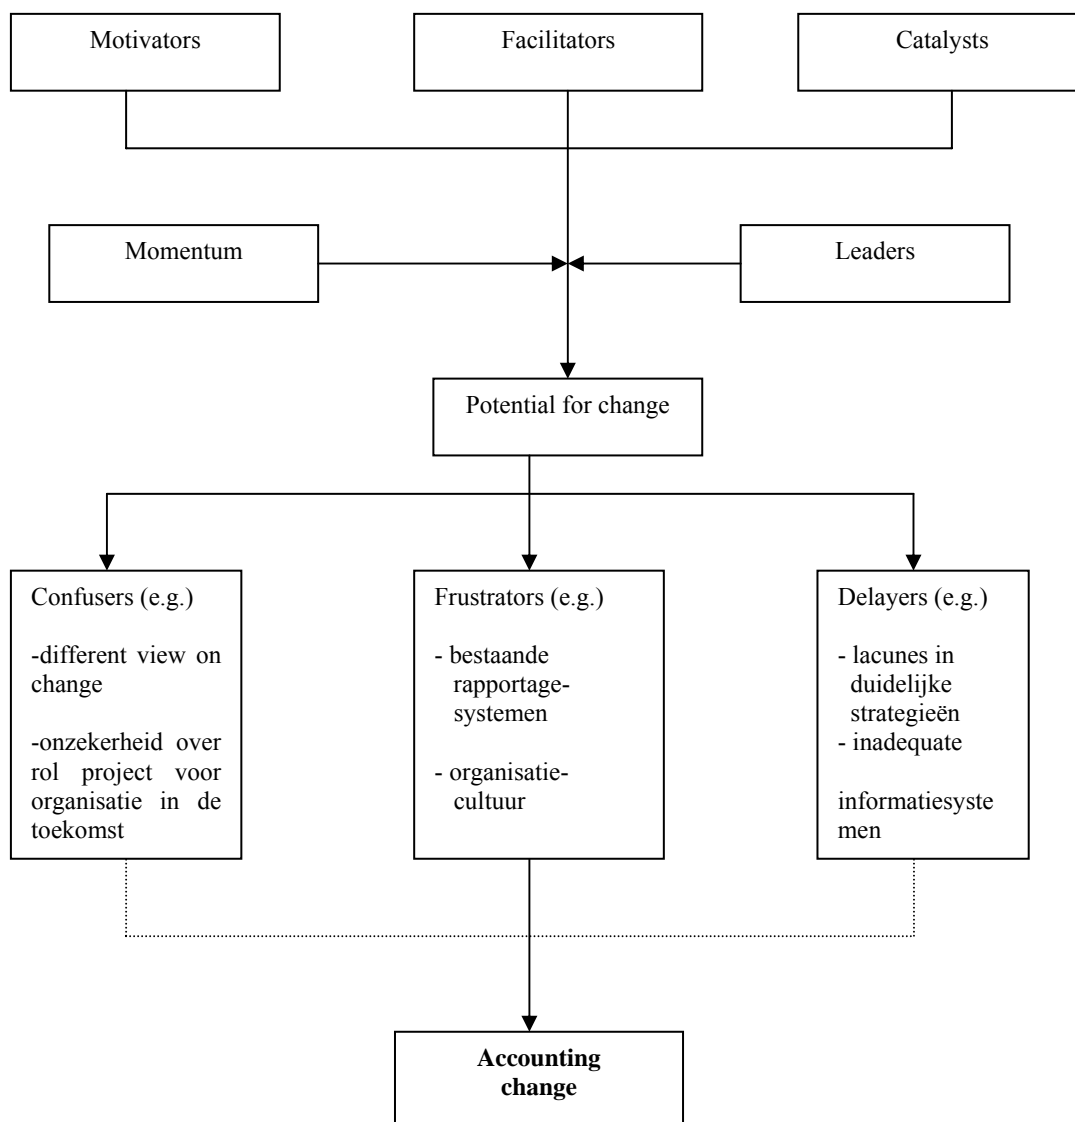 Motivators
Facilitators
Catalysts
Momentum
Leaders
Potential for change
Confusers (e.g.)
-different view on
change
-onzekerheid over
rol project voor
organisatie in de
toekomst
Frustrators (e.g.)
- bestaande
rapportage-
systemen
- organisatie-
cultuur
Delayers (e.g.)
- lacunes in
duidelijke
strategieën
- inadequate
informatiesyste
men
Accounting
change